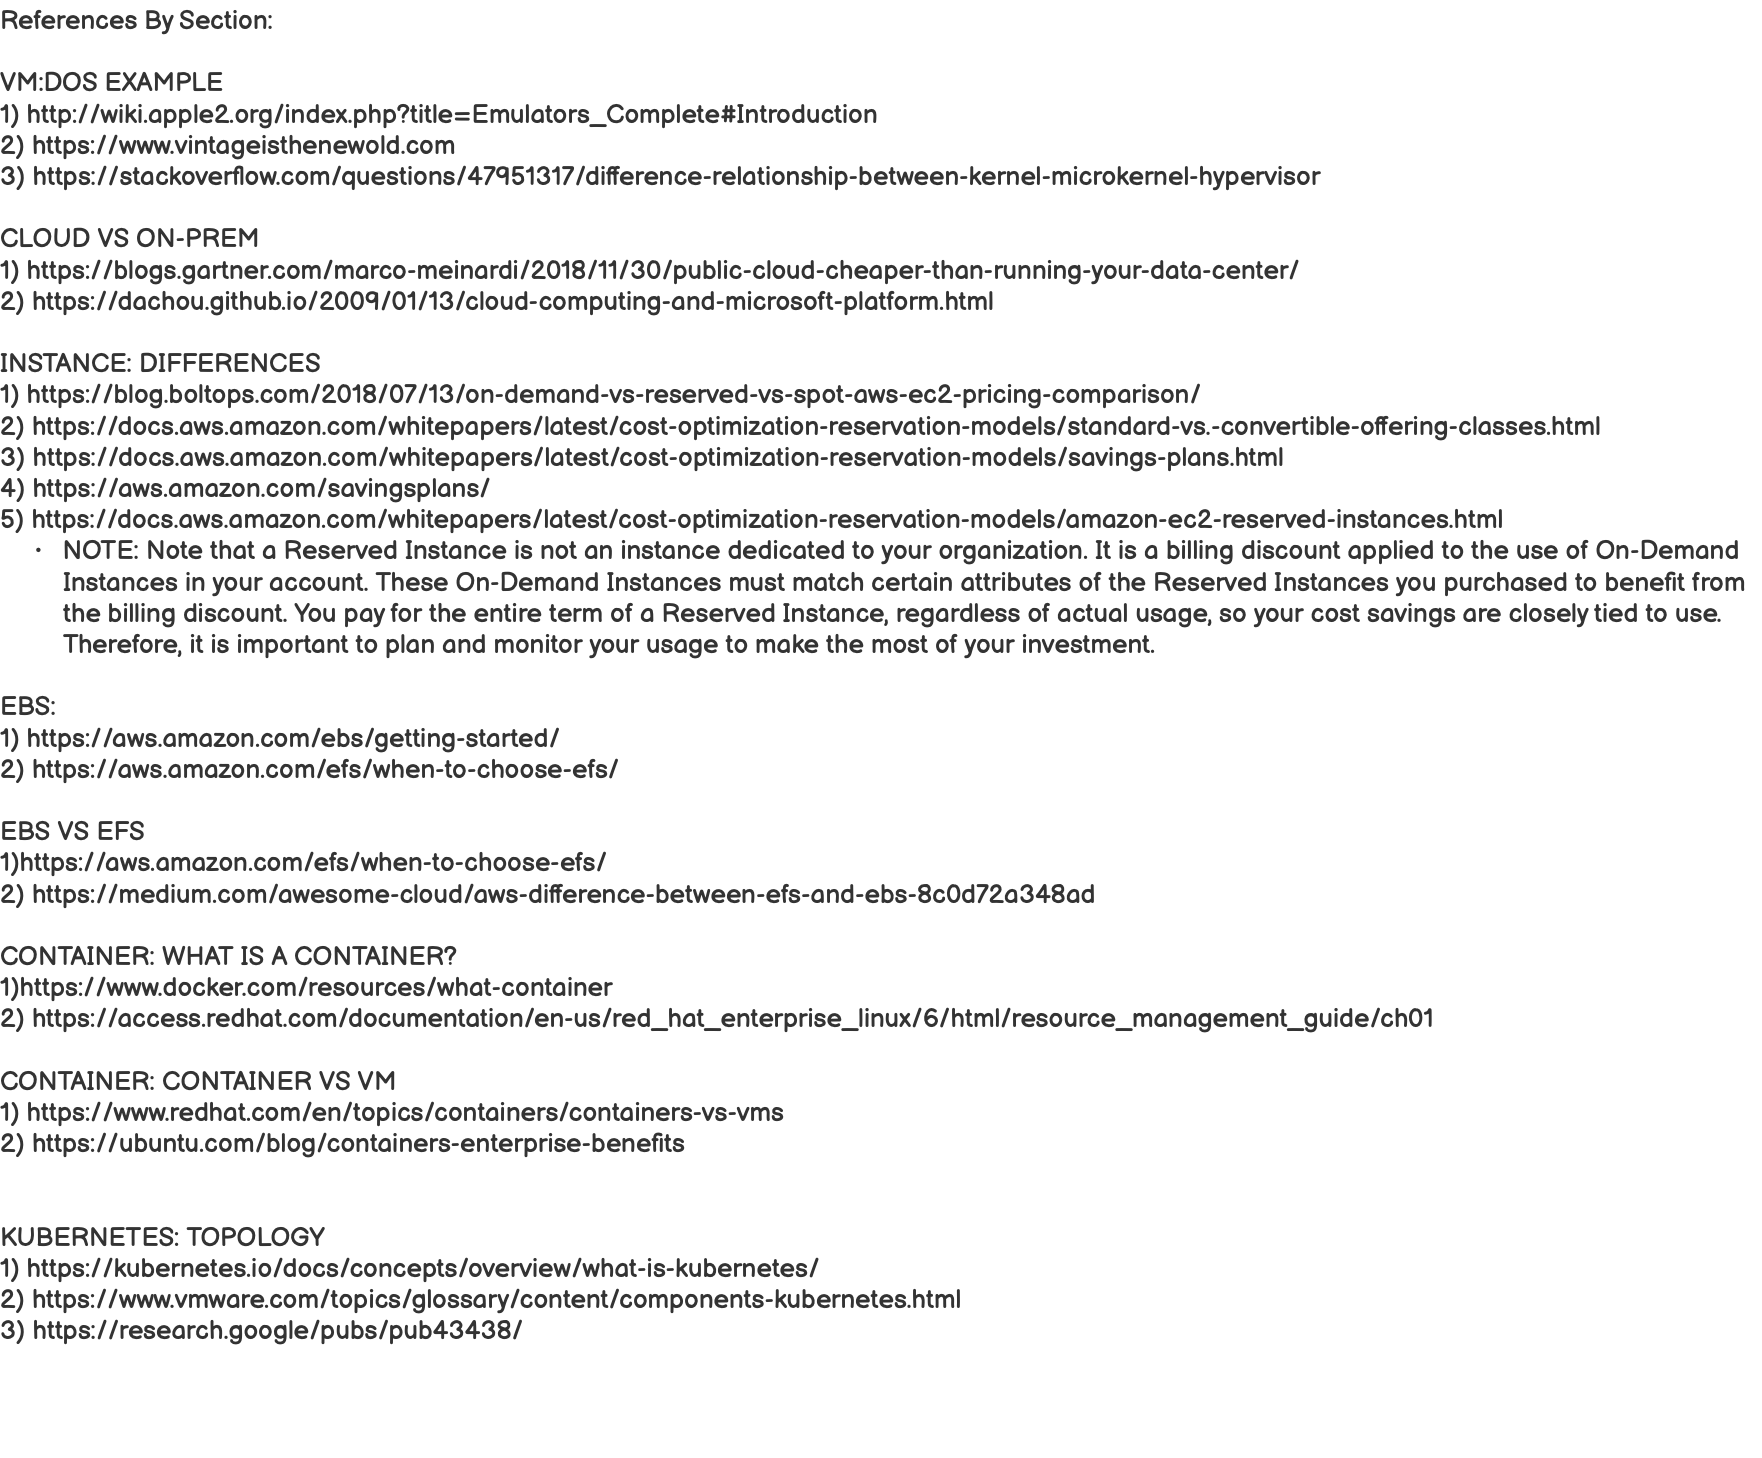 References By Section:
VM:DOS EXAMPLE
1) http://wiki.apple2.org/index.php?title=Emulators_Complete#Introduction
2) https://www.vintageisthenewold.com
3) https://stackoverflow.com/questions/47951317/difference-relationship-between-kernel-microkernel-hypervisor
CLOUD VS ON-PREM
1) https://blogs.gartner.com/marco-meinardi/2018/11/30/public-cloud-cheaper-than-running-your-data-center/
2) https://dachou.github.io/2009/01/13/cloud-computing-and-microsoft-platform.html
INSTANCE: DIFFERENCES
1) https://blog.boltops.com/2018/07/13/on-demand-vs-reserved-vs-spot-aws-ec2-pricing-comparison/
2) https://docs.aws.amazon.com/whitepapers/latest/cost-optimization-reservation-models/standard-vs.-convertible-offering-classes.html
3) https://docs.aws.amazon.com/whitepapers/latest/cost-optimization-reservation-models/savings-plans.html
4) https://aws.amazon.com/savingsplans/
5) https://docs.aws.amazon.com/whitepapers/latest/cost-optimization-reservation-models/amazon-ec2-reserved-instances.html
• NOTE: Note that a Reserved Instance is not an instance dedicated to your organization. It is a billing discount applied to the use of On-Demand
Instances in your account. These On-Demand Instances must match certain attributes of the Reserved Instances you purchased to benefit from
the billing discount. You pay for the entire term of a Reserved Instance, regardless of actual usage, so your cost savings are closely tied to use.
Therefore, it is important to plan and monitor your usage to make the most of your investment.
EBS:
1) https://aws.amazon.com/ebs/getting-started/
2) https://aws.amazon.com/efs/when-to-choose-efs/
EBS VS EFS
1)https://aws.amazon.com/efs/when-to-choose-efs/
2) https://medium.com/awesome-cloud/aws-difference-between-efs-and-ebs-8c0d72a348ad
CONTAINER: WHAT IS A CONTAINER?
1)https://www.docker.com/resources/what-container
2) https://access.redhat.com/documentation/en-us/red_hat_enterprise_linux/6/html/resource_management_guide/ch01
CONTAINER: CONTAINER VS VM
1) https://www.redhat.com/en/topics/containers/containers-vs-vms
2) https://ubuntu.com/blog/containers-enterprise-benefits
KUBERNETES: TOPOLOGY
1) https://kubernetes.io/docs/concepts/overview/what-is-kubernetes/
2) https://www.vmware.com/topics/glossary/content/components-kubernetes.html
3) https://research.google/pubs/pub43438/